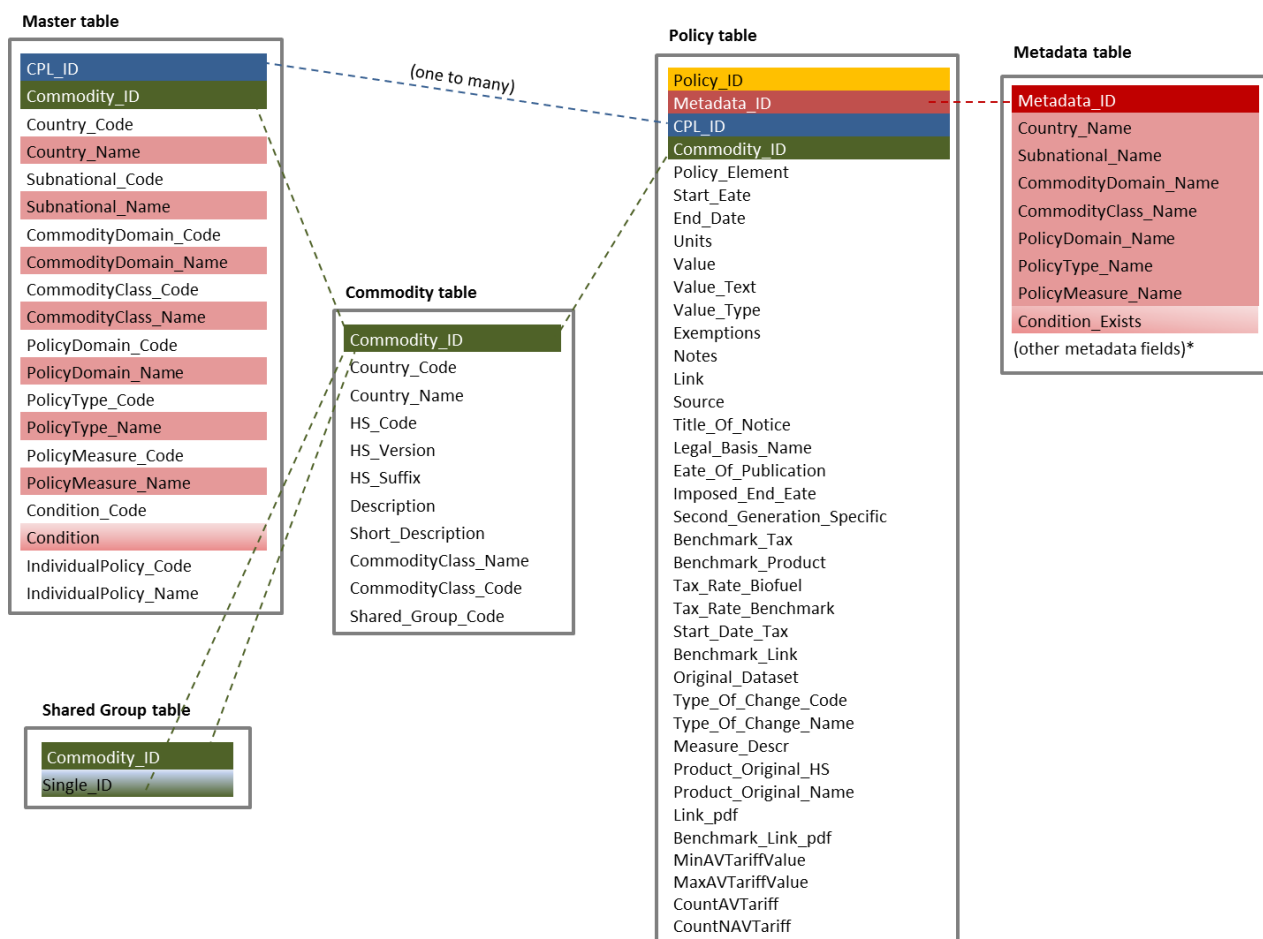 Master table
CPL_ID
Commodity_ID
Country_Code
Country_Name
Subnational_Code
Subnational_Name
CommodityDomain_Code
CommodityDomain_Name
CommodityClass_Code
CommodityClass_Name
PolicyDomain_Code
PolicyDomain_Name
PolicyType_Code
PolicyType_Name
PolicyMeasure_Code
PolicyMeasure_Name
Condition_Code
Condition
IndividualPolicy_Code
IndividualPolicy_Name
(one to many)
Shared Group table
Commodity_ID
Single_ID
Commodity table
Commodity_ID
Country_Code
Country_Name
HS_Code
HS_Version
HS_Suffix
Description
Short_Description
CommodityClass_Name
CommodityClass_Code
Shared_Group_Code
Policy table
Policy_ID
Metadata_ID
CPL_ID
Commodity_ID
Policy_Element
Start_Eate
End_Date
Units
Value
Value_Text
Value_Type
Exemptions
Notes
Link
Source
Title_Of_Notice
Legal_Basis_Name
Eate_Of_Publication
Imposed_End_Eate
Second_Generation_Specific
Benchmark_Tax
Benchmark_Product
Tax_Rate_Biofuel
Tax_Rate_Benchmark
Start_Date_Tax
Benchmark_Link
Original_Dataset
Type_Of_Change_Code
Type_Of_Change_Name
Measure_Descr
Product_Original_HS
Product_Original_Name
Link_pdf
Benchmark_Link_pdf
MinAVTariffValue
MaxAVTariffValue
CountAVTariff
CountNAVTariff
Metadata table
Metadata_ID
Country_Name
Subnational_Name
CommodityDomain_Name
CommodityClass_Name
PolicyDomain_Name
PolicyType_Name
PolicyMeasure_Name
Condition_Exists
(other metadata fields)*